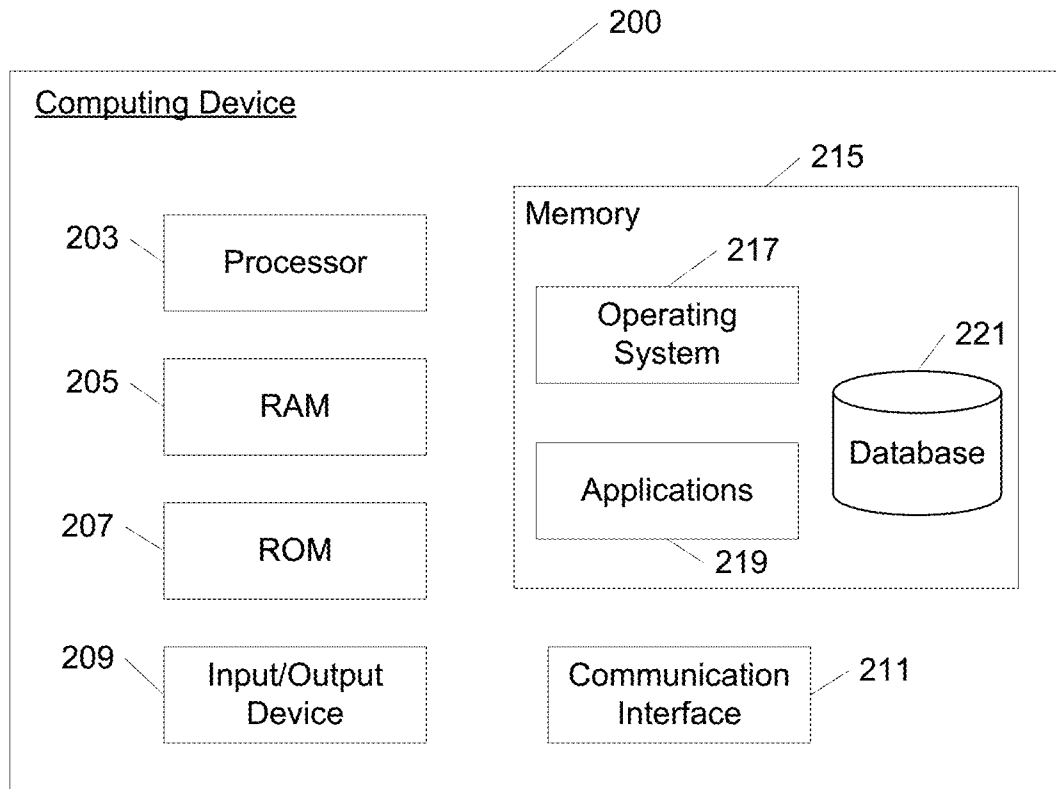 200
Computing Device
215
Memory
203
Processor
217
Operating
System
221
Database
205
RAM
Applications
219
207
ROM
209
Input/Output
Device
Communication
Interface
211